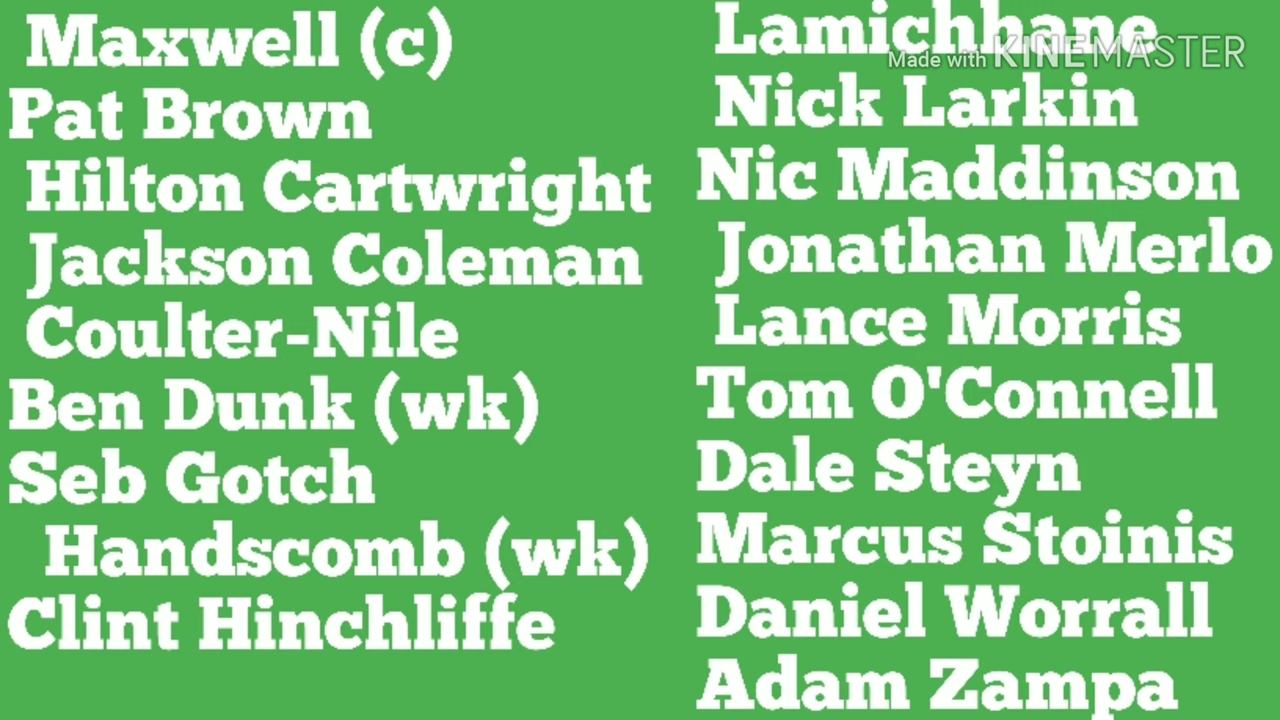 Maxwell (c)
Pat Brown
Hilton Cartwright
Jackson Coleman
Coulter-Nile
Ben Dunk (wk)
Seb Gotch
Handscomb (wk)
Clint Hinchliffe
Lamichhane
Made with KINEMASTER
Nick Larkin
Nic Maddinson
Jonathan Merlo
Lance Morris
Tom O'Connell
Dale Steyn
Marcus Stoinis
Daniel Worrall
Adam Zampa